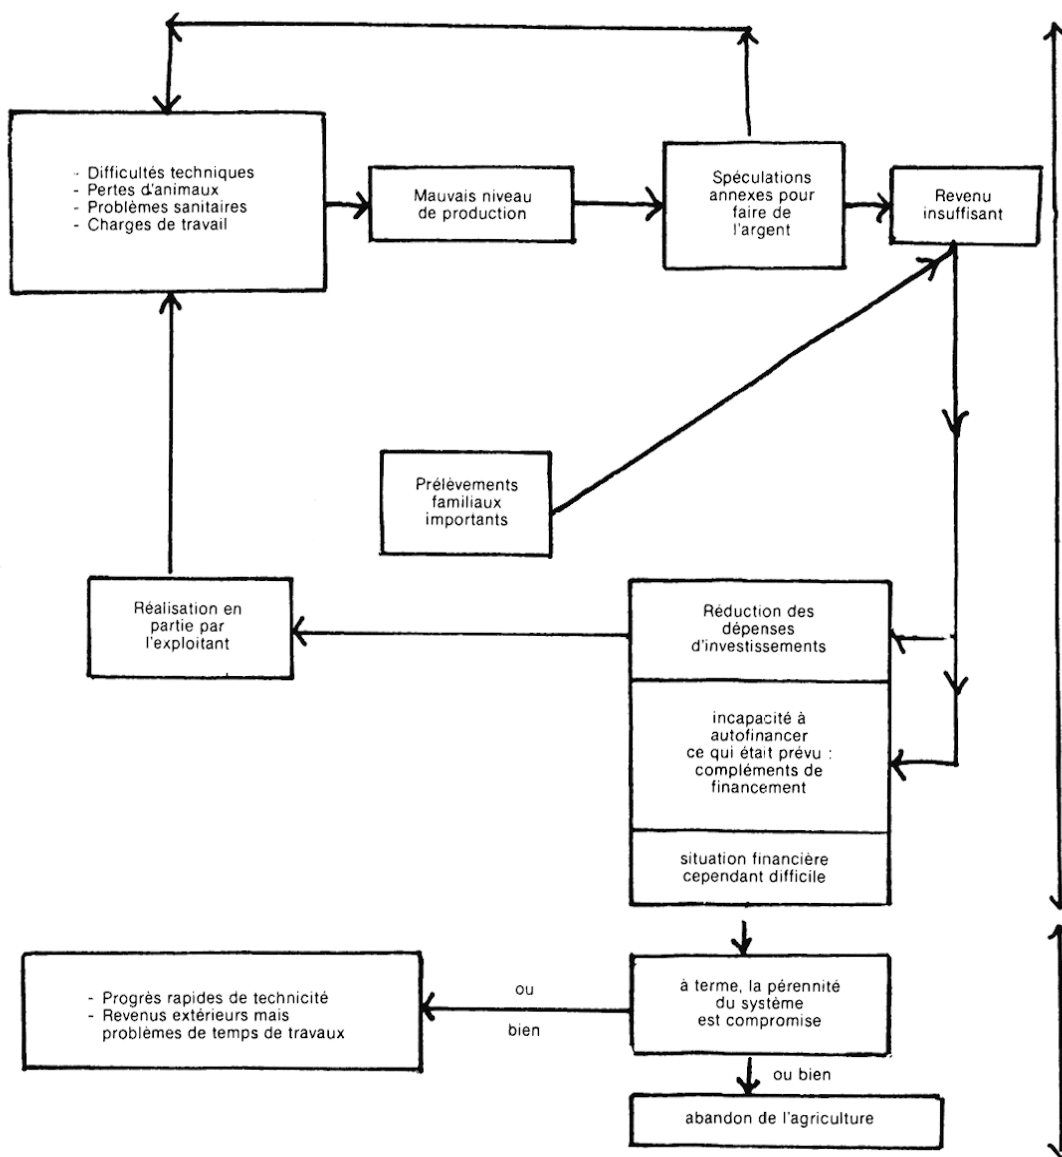 - Difficultés techniques
- Pertes d'animaux
- Problèmes sanitaires
- Charges de travail
Mauvais niveau
de production
Spéculations
annexes pour
faire de
l'argent
Revenu
insuffisant
Prélèvements
familiaux
importants
Réalisation en
partie par
l'exploitant
Réduction des
dépenses
d'investissements
incapacité à
autofinancer
ce qui était prévu :
compléments de
financement
situation financière
cependant difficile
- Progrès rapides de technicité
- Revenus extérieurs mais
problèmes de temps de travaux
ou
bien
à terme, la pérennité
du système
est compromise
ou bien
abandon de l'agriculture